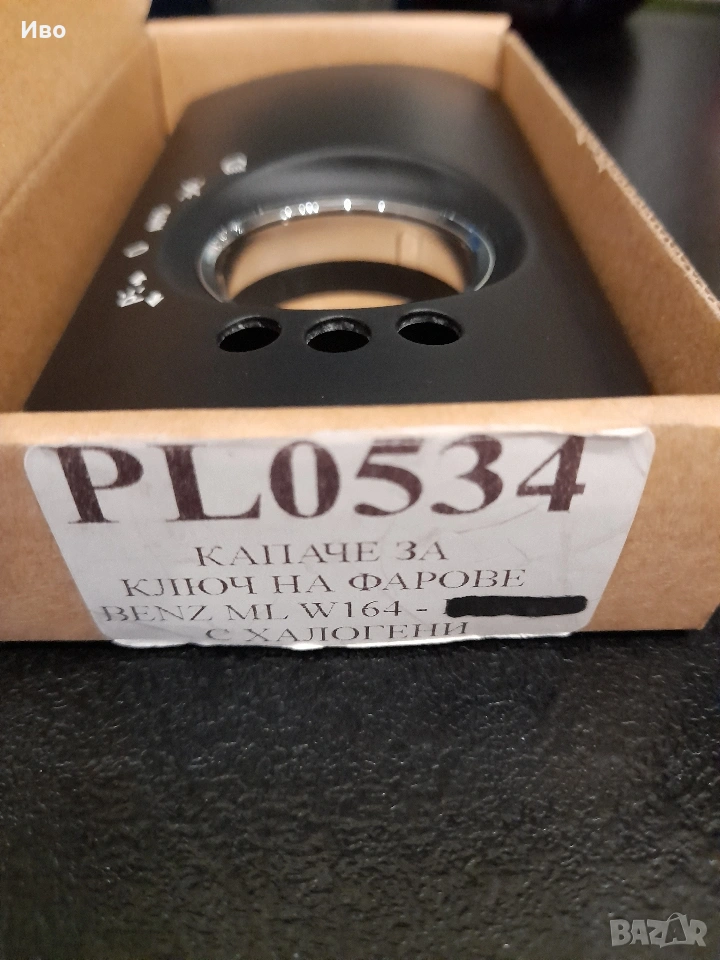 Иво
PL0534
КАПАЧЕ ЗА
КЛЮЧ НА ФАРОВЕ
BENZ ML W164 -
С ХАЛОГЕНИ
BAZAR